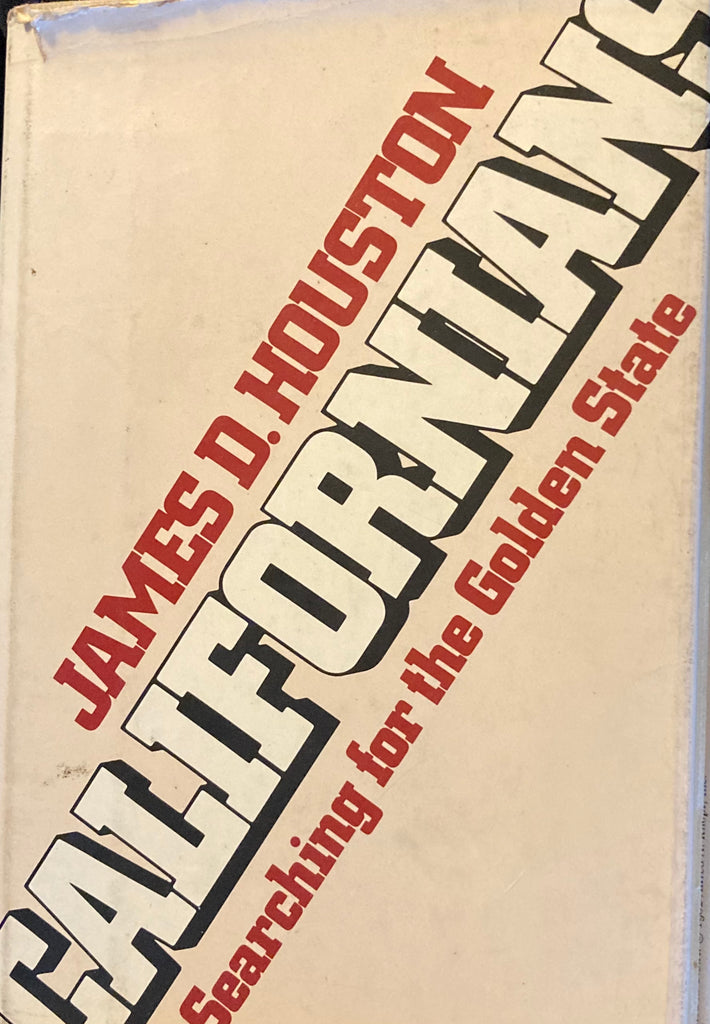 JAMES D. HOUSTON
CALIFORNIANS
Searching for the Golden State